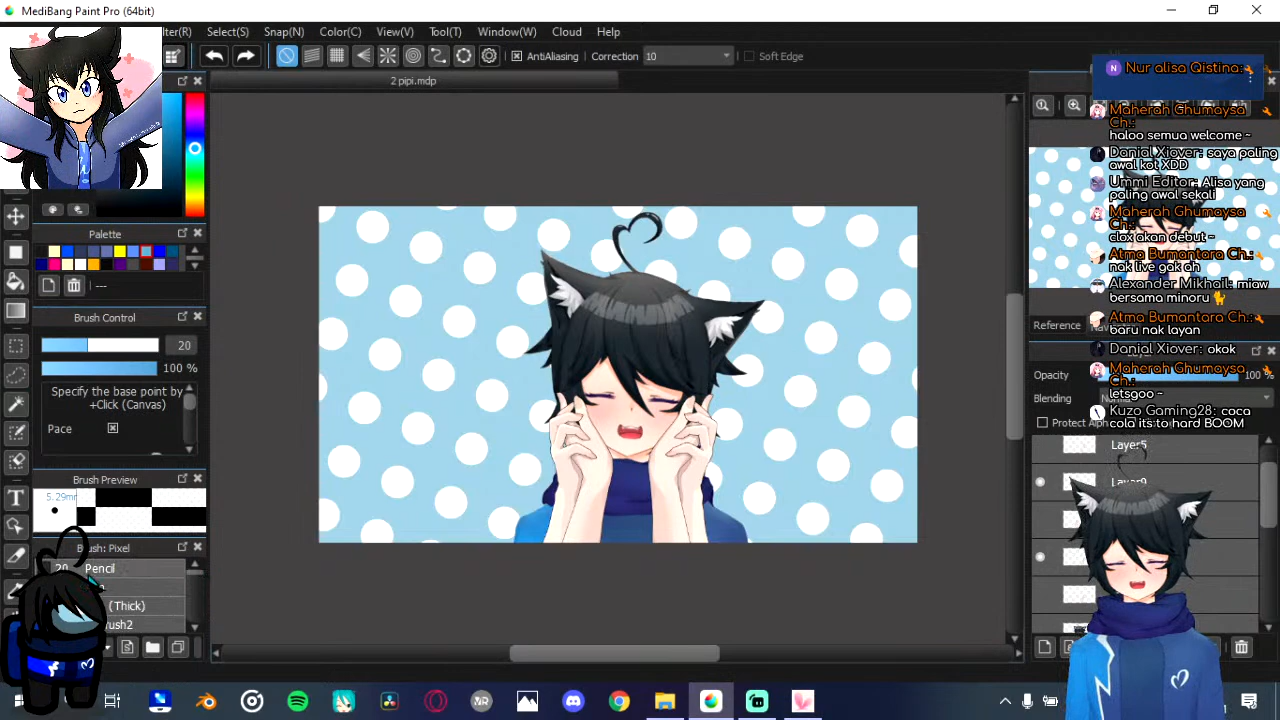 MediBang Paint Pro (64bit)
lter(R) Select(S) Snap(N) Color(C) View(V) Tool(T) Window(W) Cloud Help
AntiAliasing Correction 10 Soft Edge
2 pipi.mdp
Palette
---
Brush Control
20
100 %
Specify the base point by
+Click (Canvas)
Pace
Brush Preview
Brush: Pixel
20 Pencil
(Thick)
rush2
Nur alisa Qistina:
Maherah Ghumaysa
Ch.:
haloo semua welcome ~
Danial Xiover: saya paling
awal kot XDD
Ummi Editor: Alisa yang
paling awal sekali
Maherah Ghumaysa
Ch.:
clox akan debut ~
Atma Bumantara Ch.:
nak live gak ah
Alexander Mikhail: miaw
bersama minoru
Reference
Atma Bumantara Ch.:
baru nak layan
Danial Xiover: okok
Opacity 100 %
Maherah Ghumaysa
Ch.:
letsgoo ~
Blending
Kuzo Gaming28: coca
cola its to hard BOOM
Protect Alph
Layer5
Layer9